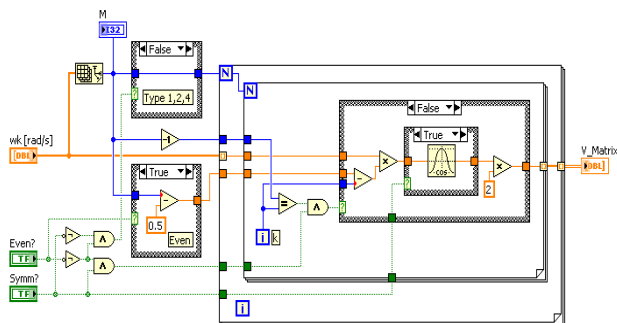 M
I32
False
Type 1,2,4
N
N
wk [rad/s]
DBL
True
0.5
Even
Even?
TF
Symm?
TF
False
True
-cos
2
V_Matrix
DBL
i
k
i